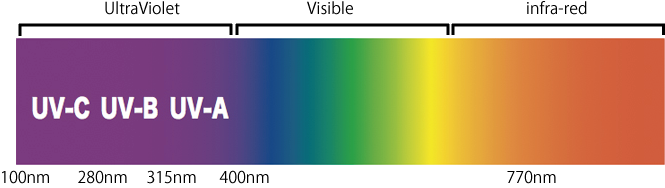 UltraViolet Visible infra-red
UV-C UV-B UV-A
100nm 280nm 315nm 400nm 770nm